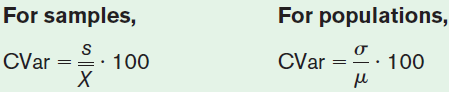 For samples,
CVar = s/X̄ · 100
For populations,
CVar = σ/μ · 100